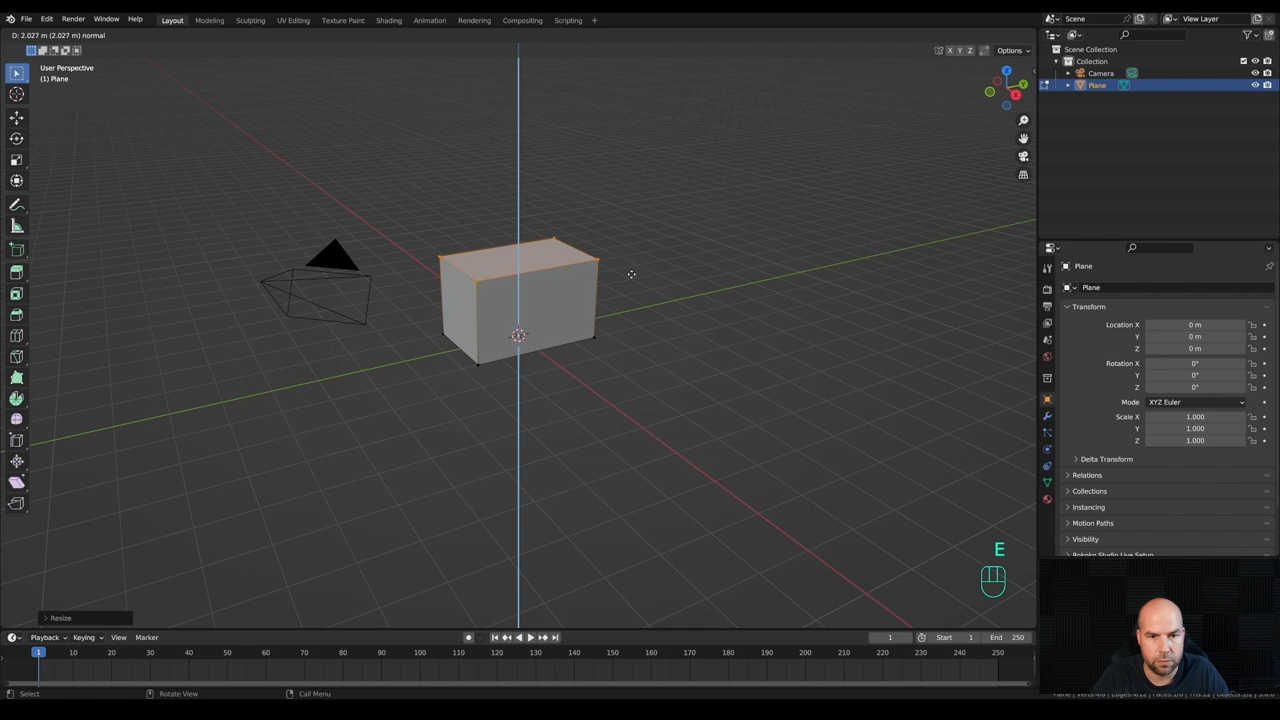 File Edit Render Window Help Layout Modeling Sculpting UV Editing Texture Paint Shading Animation Rendering Compositing Scripting + Scene View Layer
D: 2.027 m (2.027 m) normal
X Y Z Options
User Perspective
(1) Plane
Scene Collection
Collection
Camera
Plane
Z
Y
X
Plane
Plane
Transform
Location X 0 m
Y 0 m
Z 0 m
Rotation X 0°
Y 0°
Z 0°
Mode XYZ Euler
Scale X 1.000
Y 1.000
Z 1.000
Delta Transform
Relations
Collections
Instancing
Motion Paths
Visibility
Rokoko Studio Live Setup
E
Resize
Playback Keying View Marker 1 Start 1 End 250
1 10 20 30 40 50 60 70 80 90 100 110 120 130 140 150 160 170 180 190 200 210 220 230 240 250
Select Rotate View Call Menu